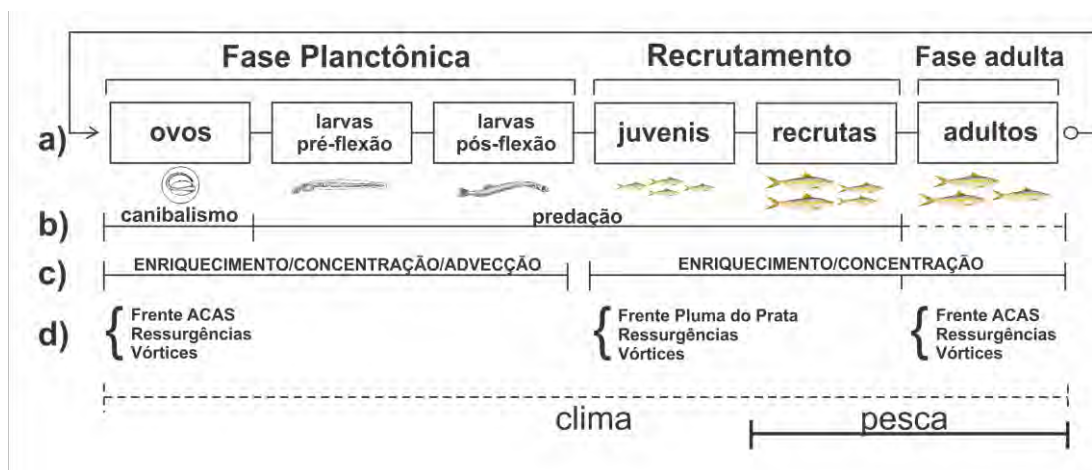 Fase Planctônica
Recrutamento
Fase adulta
a)
ovos
larvas
pré-flexão
larvas
pós-flexão
juvenis
recrutas
adultos
b)
canibalismo
predação
c)
ENRIQUECIMENTO/CONCENTRAÇÃO/ADVECÇÃO
ENRIQUECIMENTO/CONCENTRAÇÃO
d)
Frente ACAS
Ressurgências
Vórtices
Frente Pluma do Prata
Ressurgências
Vórtices
Frente ACAS
Ressurgências
Vórtices
clima
pesca